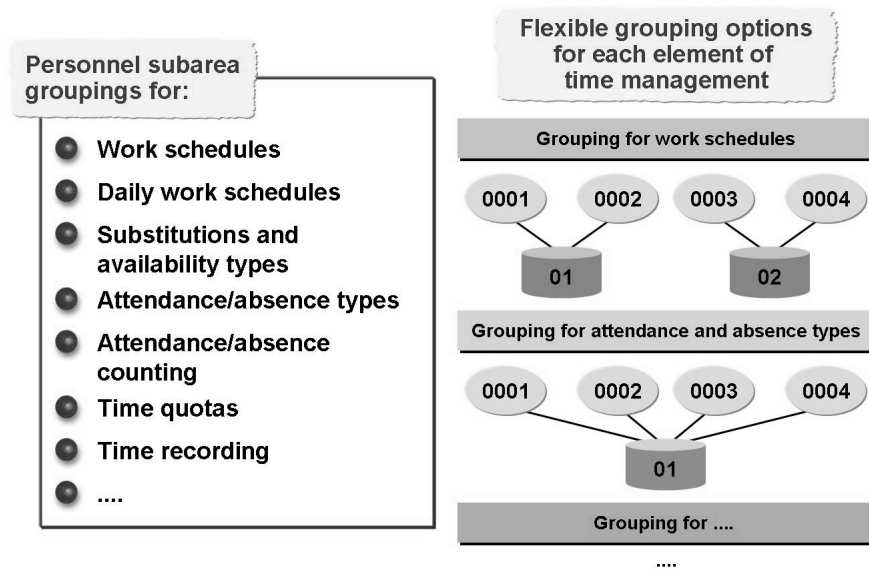 Personnel subarea
groupings for:
Work schedules
Daily work schedules
Substitutions and
availability types
Attendance/absence types
Attendance/absence
counting
Time quotas
Time recording
....
Flexible grouping options
for each element of
time management
Grouping for work schedules
0001 0002 0003 0004
01 02
Grouping for attendance and absence types
0001 0002 0003 0004
01
Grouping for ....
....